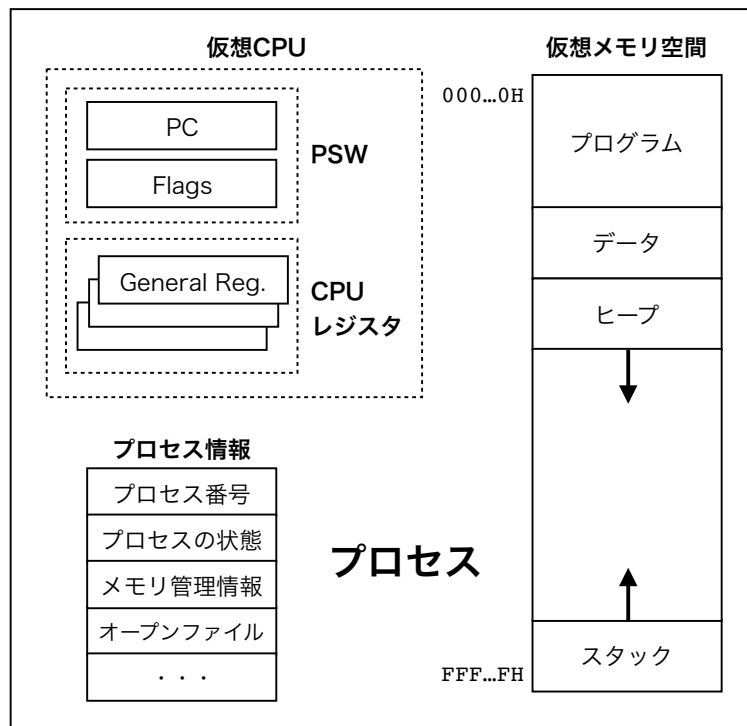 仮想CPU
PC
Flags
PSW
General Reg.
CPU
レジスタ
プロセス情報
プロセス番号
プロセスの状態
メモリ管理情報
オープンファイル
・・・
プロセス
仮想メモリ空間
000…0H
プログラム
データ
ヒープ
スタック
FFF…FH